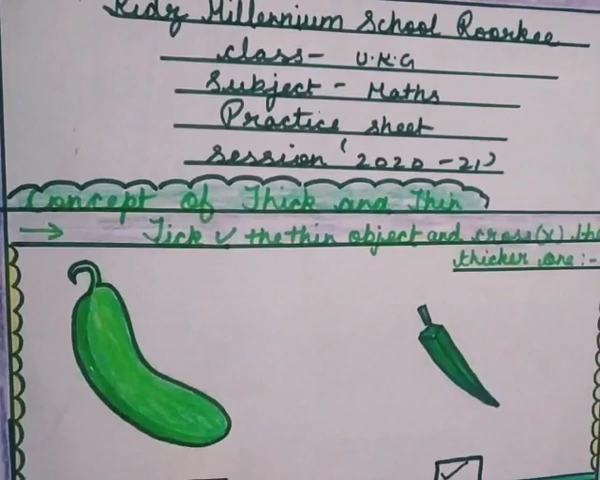 Kidz Millennium School Roorkee
Class- U.K.G
Subject - Maths
Practice sheet
Session '2020-21'
Concept of Thick and Thin
→ Tick ✓ the thin object and cross(x) the
thicker one :-